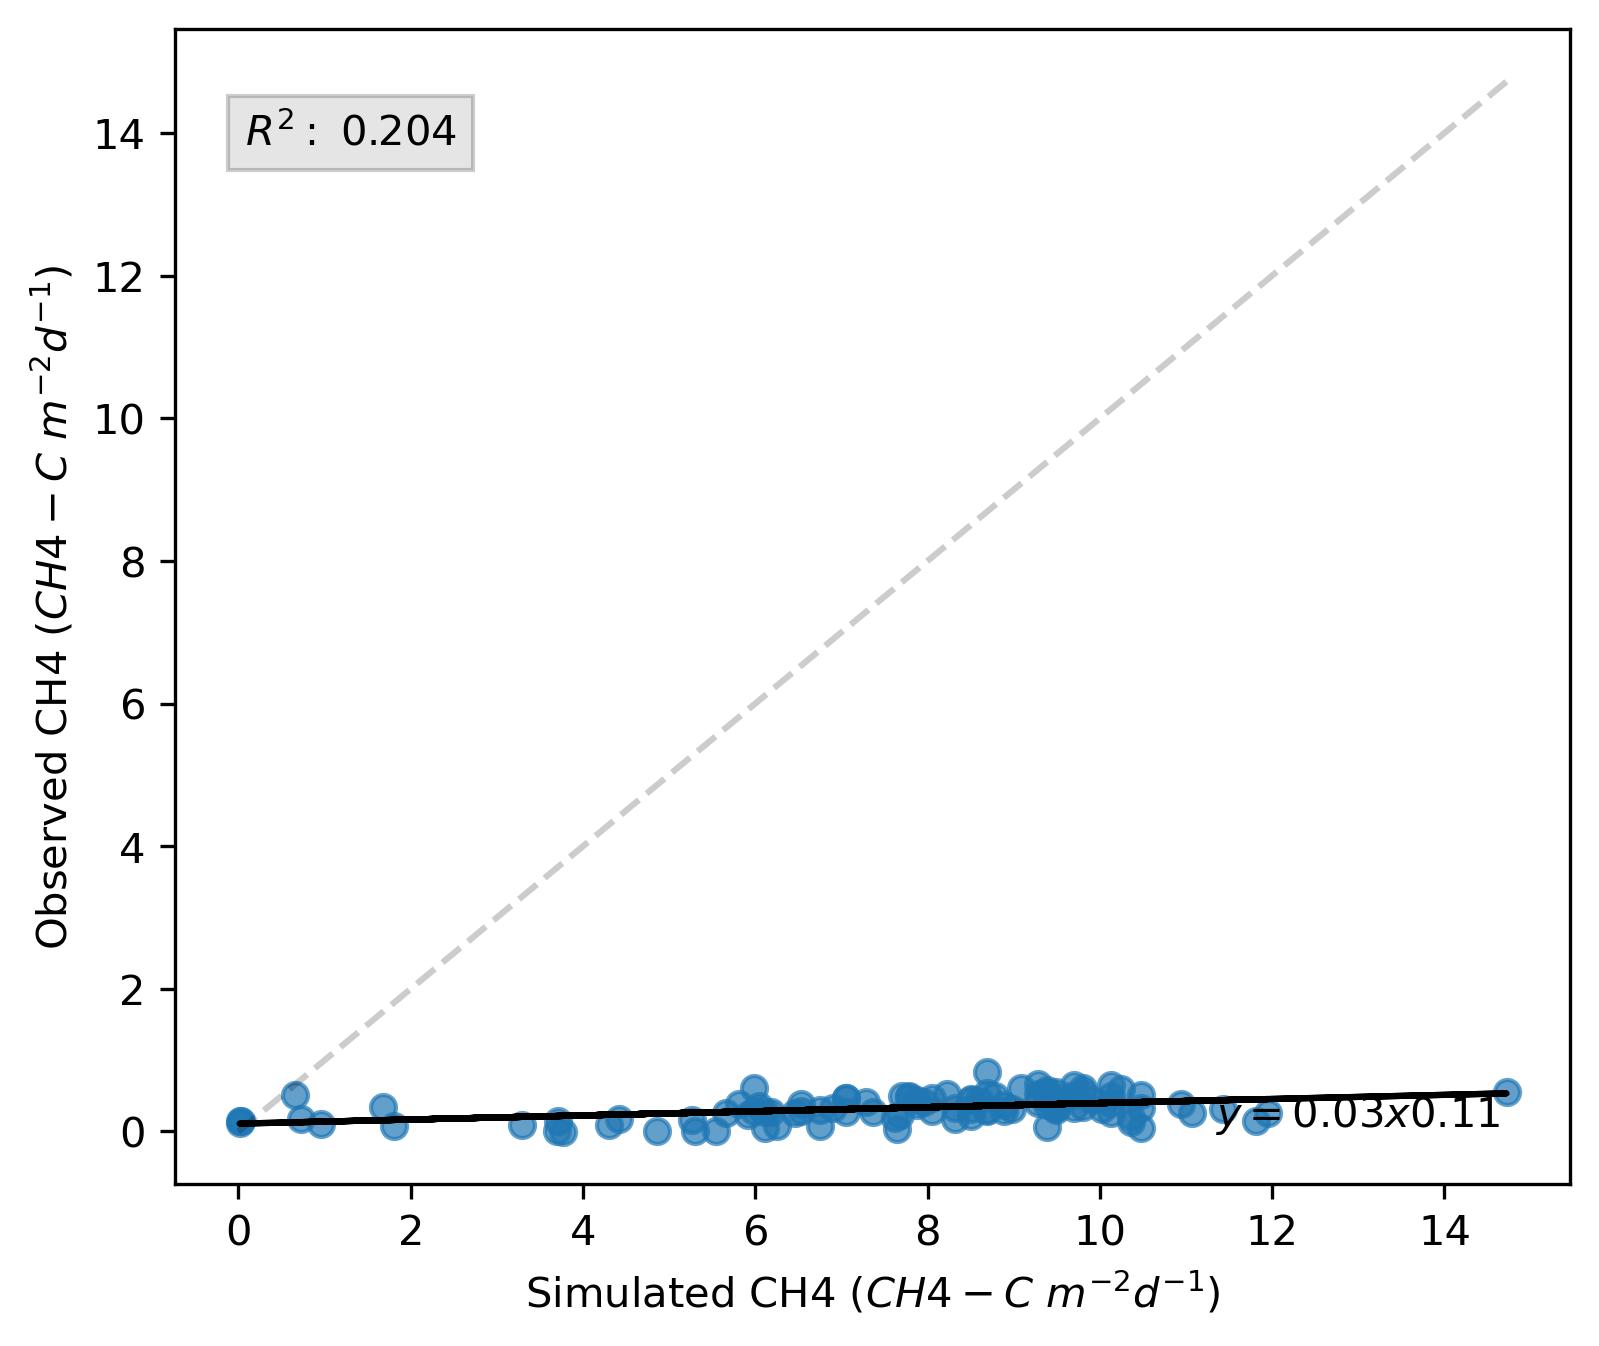 R²: 0.204
14
12
10
8
6
4
2
0
Observed CH4 (CH4 − C m⁻²d⁻¹)
y = 0.03x0.11
0 2 4 6 8 10 12 14
Simulated CH4 (CH4 − C m⁻²d⁻¹)